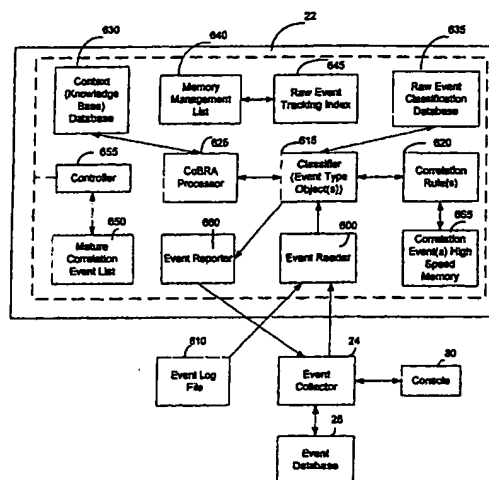 630
640
22
635
645
Context
(Knowledge
Base)
Database
Memory
Management
List
Raw Event
Tracking Index
Raw Event
Classification
Database
655
625
615
620
Controller
CoBRA
Processor
Classifier
(Event Type
Object(s))
Correlation
Rule(s)
650
660
600
665
Mature
Correlation
Event List
Event Reporter
Event Reader
Correlation
Event(s) High
Speed
Memory
610
24
30
Event Log
File
Event
Collector
Console
26
Event
Database